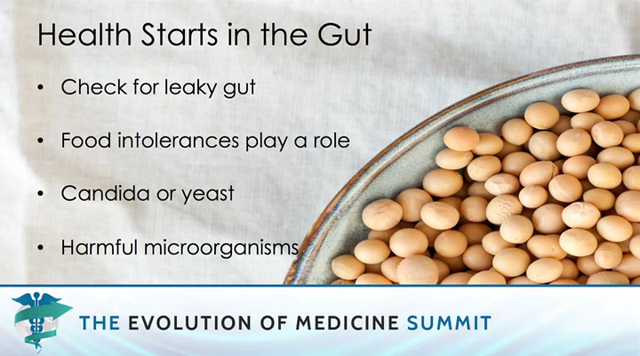 Health Starts in the Gut
• Check for leaky gut
• Food intolerances play a role
• Candida or yeast
• Harmful microorganisms
THE EVOLUTION OF MEDICINE SUMMIT